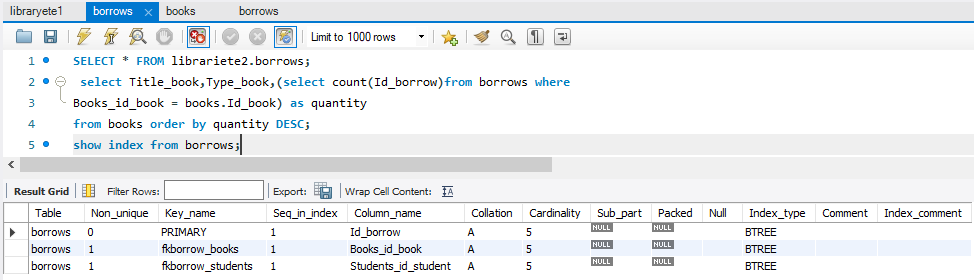 libraryete1 borrows books borrows
Limit to 1000 rows
1 SELECT * FROM librariete2.borrows;
2 select Title_book,Type_book,(select count(Id_borrow)from borrows where
3 Books_id_book = books.Id_book) as quantity
4 from books order by quantity DESC;
5 show index from borrows;
Result Grid Filter Rows: Export: Wrap Cell Content: IA
Table Non_unique Key_name Seq_in_index Column_name Collation Cardinality Sub_part Packed Null Index_type Comment Index_comment
borrows 0 PRIMARY 1 Id_borrow A 5 NULL NULL BTREE
borrows 1 fkborrow_books 1 Books_id_book A 5 NULL NULL BTREE
borrows 1 fkborrow_students 1 Students_id_student A 5 NULL NULL BTREE